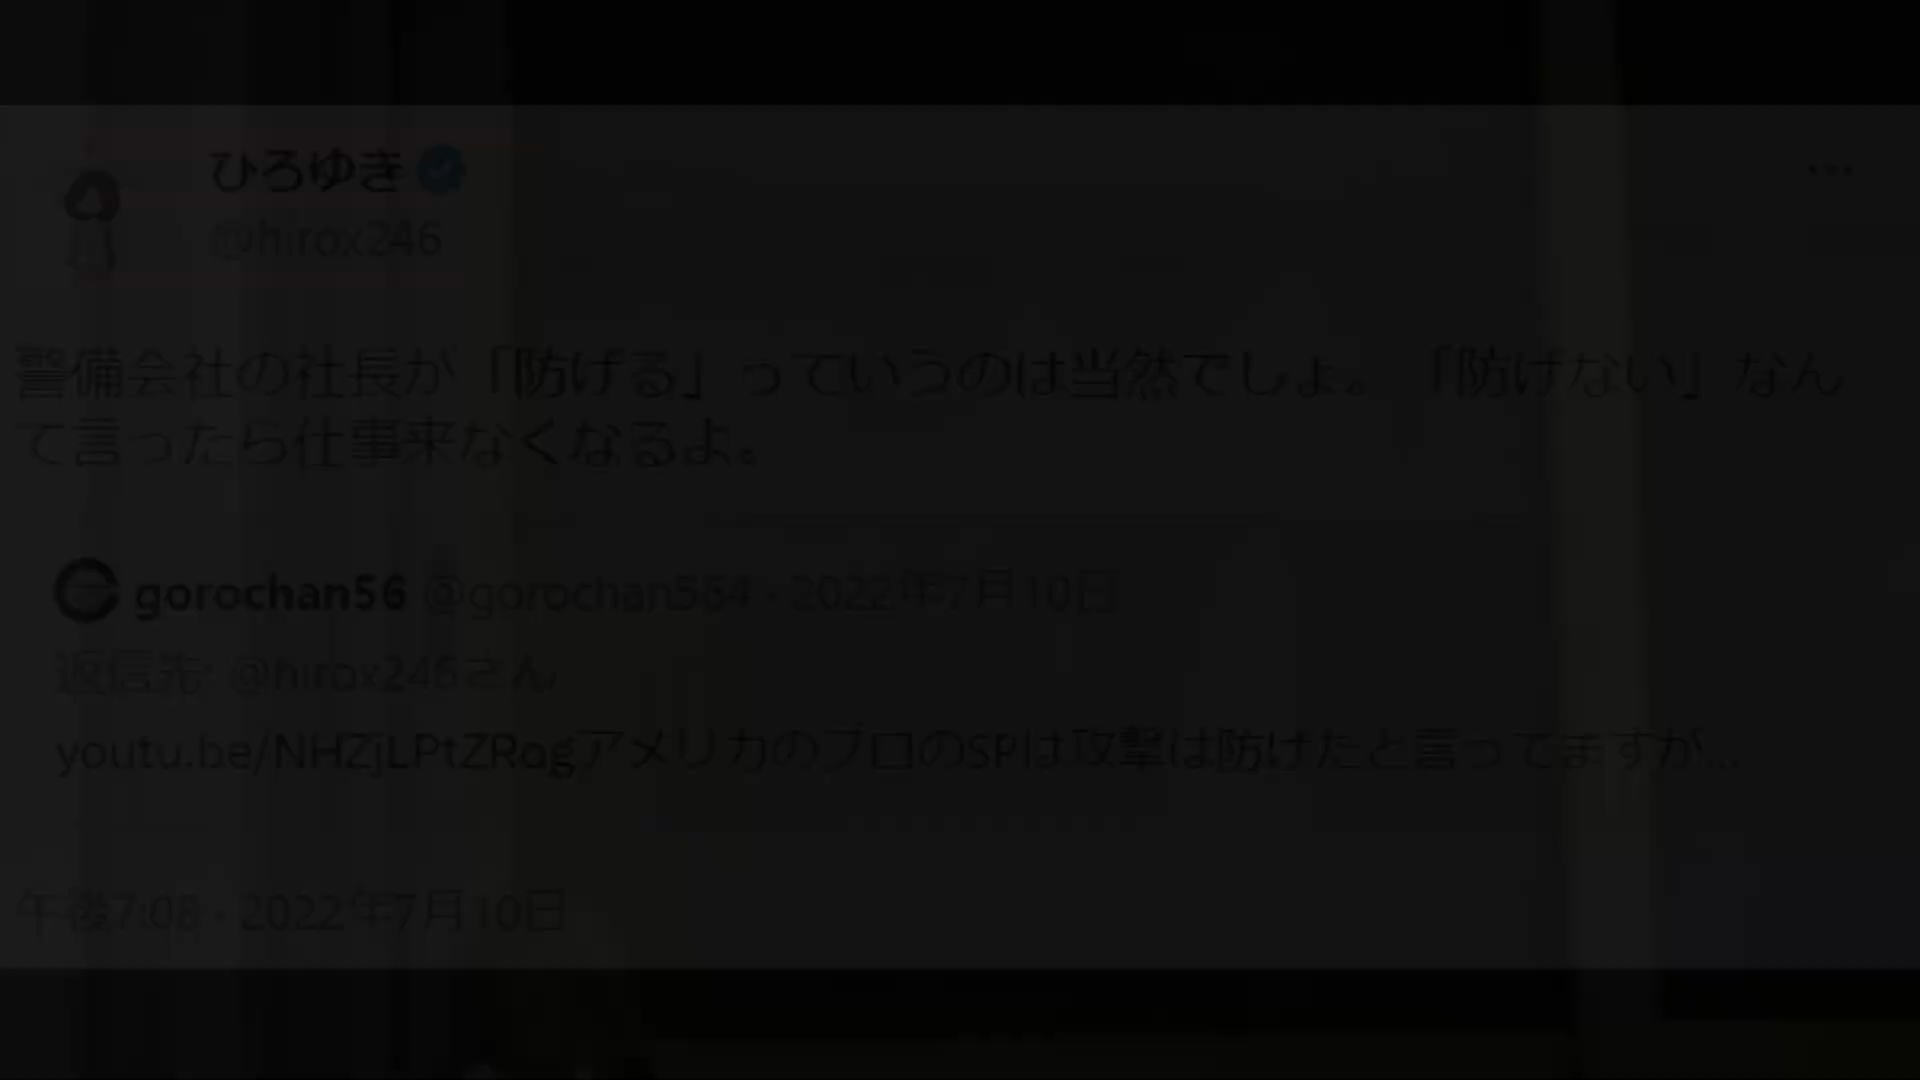 ひろゆき
@hirox246
警備会社の社長が「防げる」っていうのは当然でしょ。「防げない」なん
て言ったら仕事来なくなるよ。
gorochan56 @gorochan564 · 2022年7月10日
返信先: @hirox246さん
youtu.be/NHZjLPtZRogアメリカのプロのSPは攻撃は防けたと言ってますが...
午後7:08 · 2022年7月10日